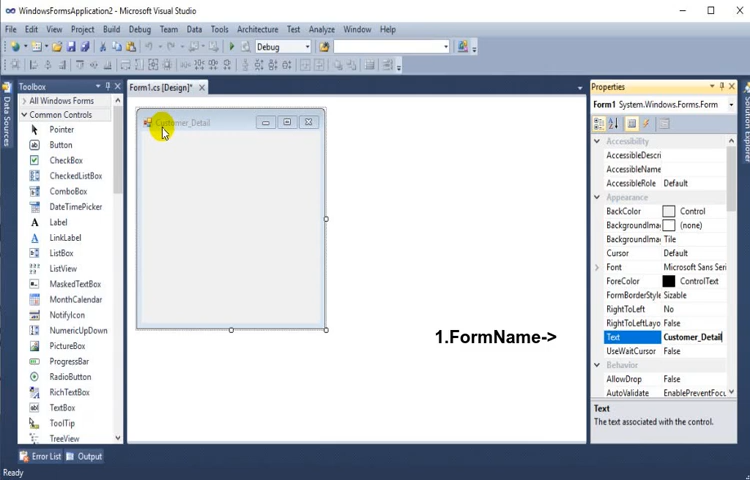 WindowsFormsApplication2 - Microsoft Visual Studio
File Edit View Project Build Debug Team Data Tools Architecture Test Analyze Window Help
Debug
Toolbox
Form1.cs [Design]*
Properties
Form1 System.Windows.Forms.Form
Data Sources
Solution Explorer
All Windows Forms
Common Controls
Pointer
Button
CheckBox
CheckedListBox
ComboBox
DateTimePicker
Label
LinkLabel
ListBox
ListView
MaskedTextBox
MonthCalendar
NotifyIcon
NumericUpDown
PictureBox
ProgressBar
RadioButton
RichTextBox
TextBox
ToolTip
TreeView
Customer_Detail
1.FormName->
Accessibility
AccessibleDescri
AccessibleName
AccessibleRole Default
Appearance
BackColor Control
BackgroundImag (none)
BackgroundImag Tile
Cursor Default
Font Microsoft Sans Seri
ForeColor ControlText
FormBorderStyle Sizable
RightToLeft No
RightToLeftLayo False
Text Customer_Detail
UseWaitCursor False
Behavior
AllowDrop False
AutoValidate EnablePreventFocu
Text
The text associated with the control.
Error List Output
Ready